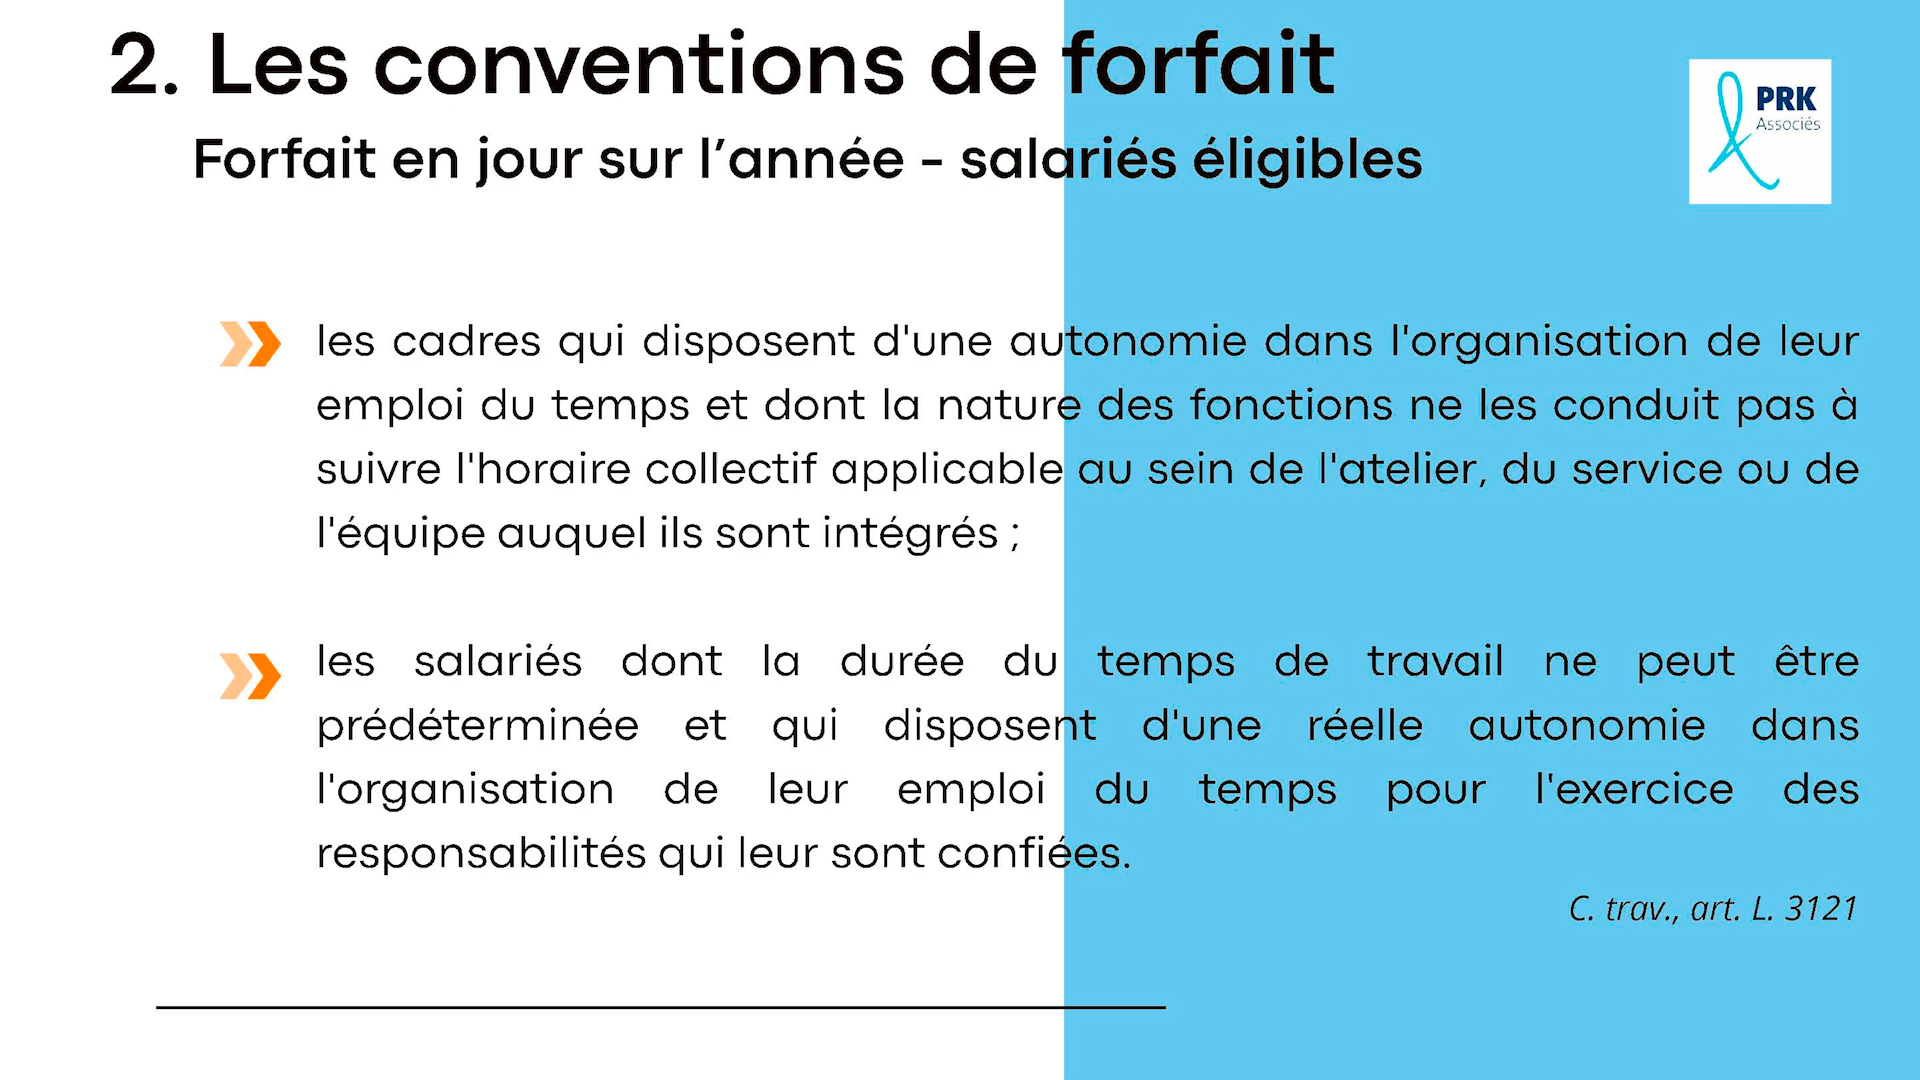 2. Les conventions de forfait
Forfait en jour sur l’année - salariés éligibles
PRK
Associés
les cadres qui disposent d'une autonomie dans l'organisation de leur
emploi du temps et dont la nature des fonctions ne les conduit pas à
suivre l'horaire collectif applicable au sein de l'atelier, du service ou de
l'équipe auquel ils sont intégrés ;
les salariés dont la durée du temps de travail ne peut être
prédéterminée et qui disposent d'une réelle autonomie dans
l'organisation de leur emploi du temps pour l'exercice des
responsabilités qui leur sont confiées.
C. trav., art. L. 3121